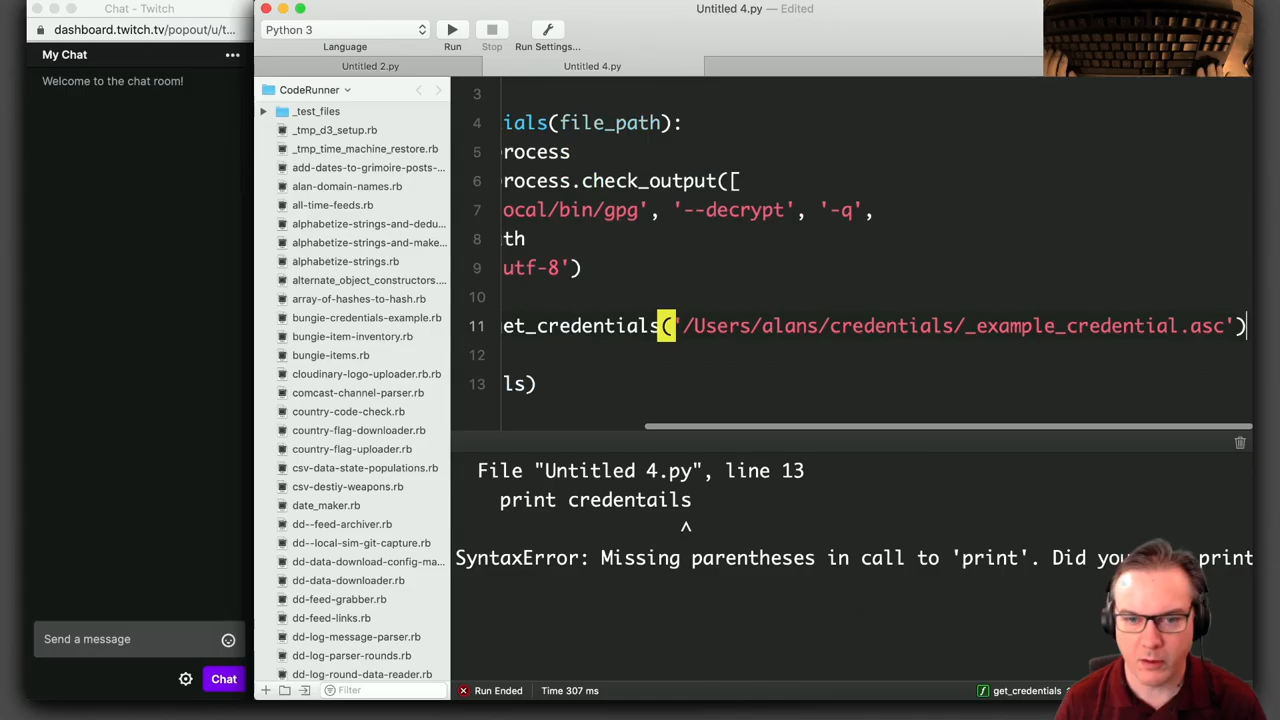 Chat - Twitch
dashboard.twitch.tv/popout/u/t...
My Chat
Welcome to the chat room!
Send a message
Chat
Untitled 4.py — Edited
Python 3
Language
Run
Stop
Run Settings...
Untitled 2.py
Untitled 4.py
CodeRunner
_test_files
_tmp_d3_setup.rb
_tmp_time_machine_restore.rb
add-dates-to-grimoire-posts-...
alan-domain-names.rb
all-time-feeds.rb
alphabetize-strings-and-dedu...
alphabetize-strings-and-make...
alphabetize-strings.rb
alternate_object_constructors....
array-of-hashes-to-hash.rb
bungie-credentials-example.rb
bungie-item-inventory.rb
bungie-items.rb
cloudinary-logo-uploader.rb.rb
comcast-channel-parser.rb
country-code-check.rb
country-flag-downloader.rb
country-flag-uploader.rb
csv-data-state-populations.rb
csv-destiy-weapons.rb
date_maker.rb
dd--feed-archiver.rb
dd--local-sim-git-capture.rb
dd-data-download-config-ma...
dd-data-downloader.rb
dd-feed-grabber.rb
dd-feed-links.rb
dd-log-message-parser.rb
dd-log-parser-rounds.rb
dd-log-round-data-reader.rb
Filter
3
4 ials(file_path):
5 rocess
6 rocess.check_output([
7 ocal/bin/gpg', '--decrypt', '-q',
8 th
9 utf-8')
10
11 et_credentials('/Users/alans/credentials/_example_credential.asc')
12
13 ls)
File "Untitled 4.py", line 13
print credentails
^
SyntaxError: Missing parentheses in call to 'print'. Did you print
Run Ended
Time 307 ms
get_credentials